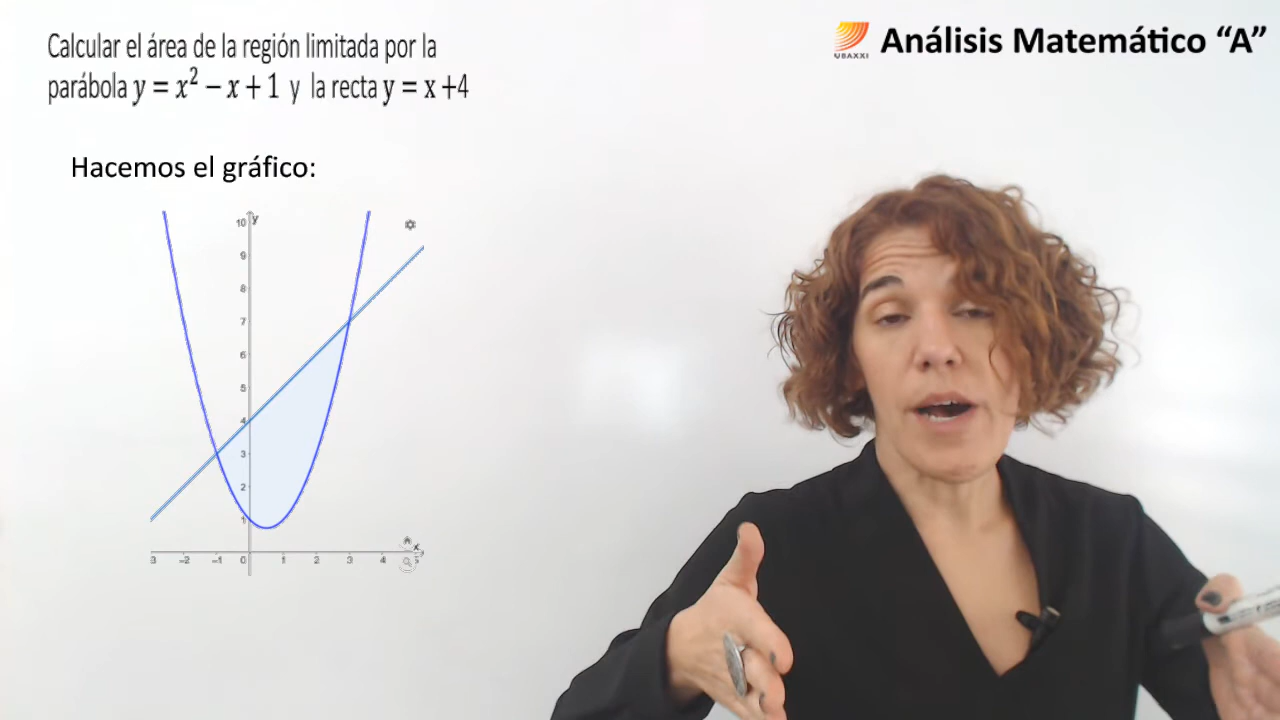 Calcular el área de la región limitada por la
parábola y = x² − x + 1 y la recta y = x +4
UBAXXI
Análisis Matemático “A”
Hacemos el gráfico:
10 y
9
8
7
6
5
4
3
2
1
3 −2 −1 0 1 2 3 4 x